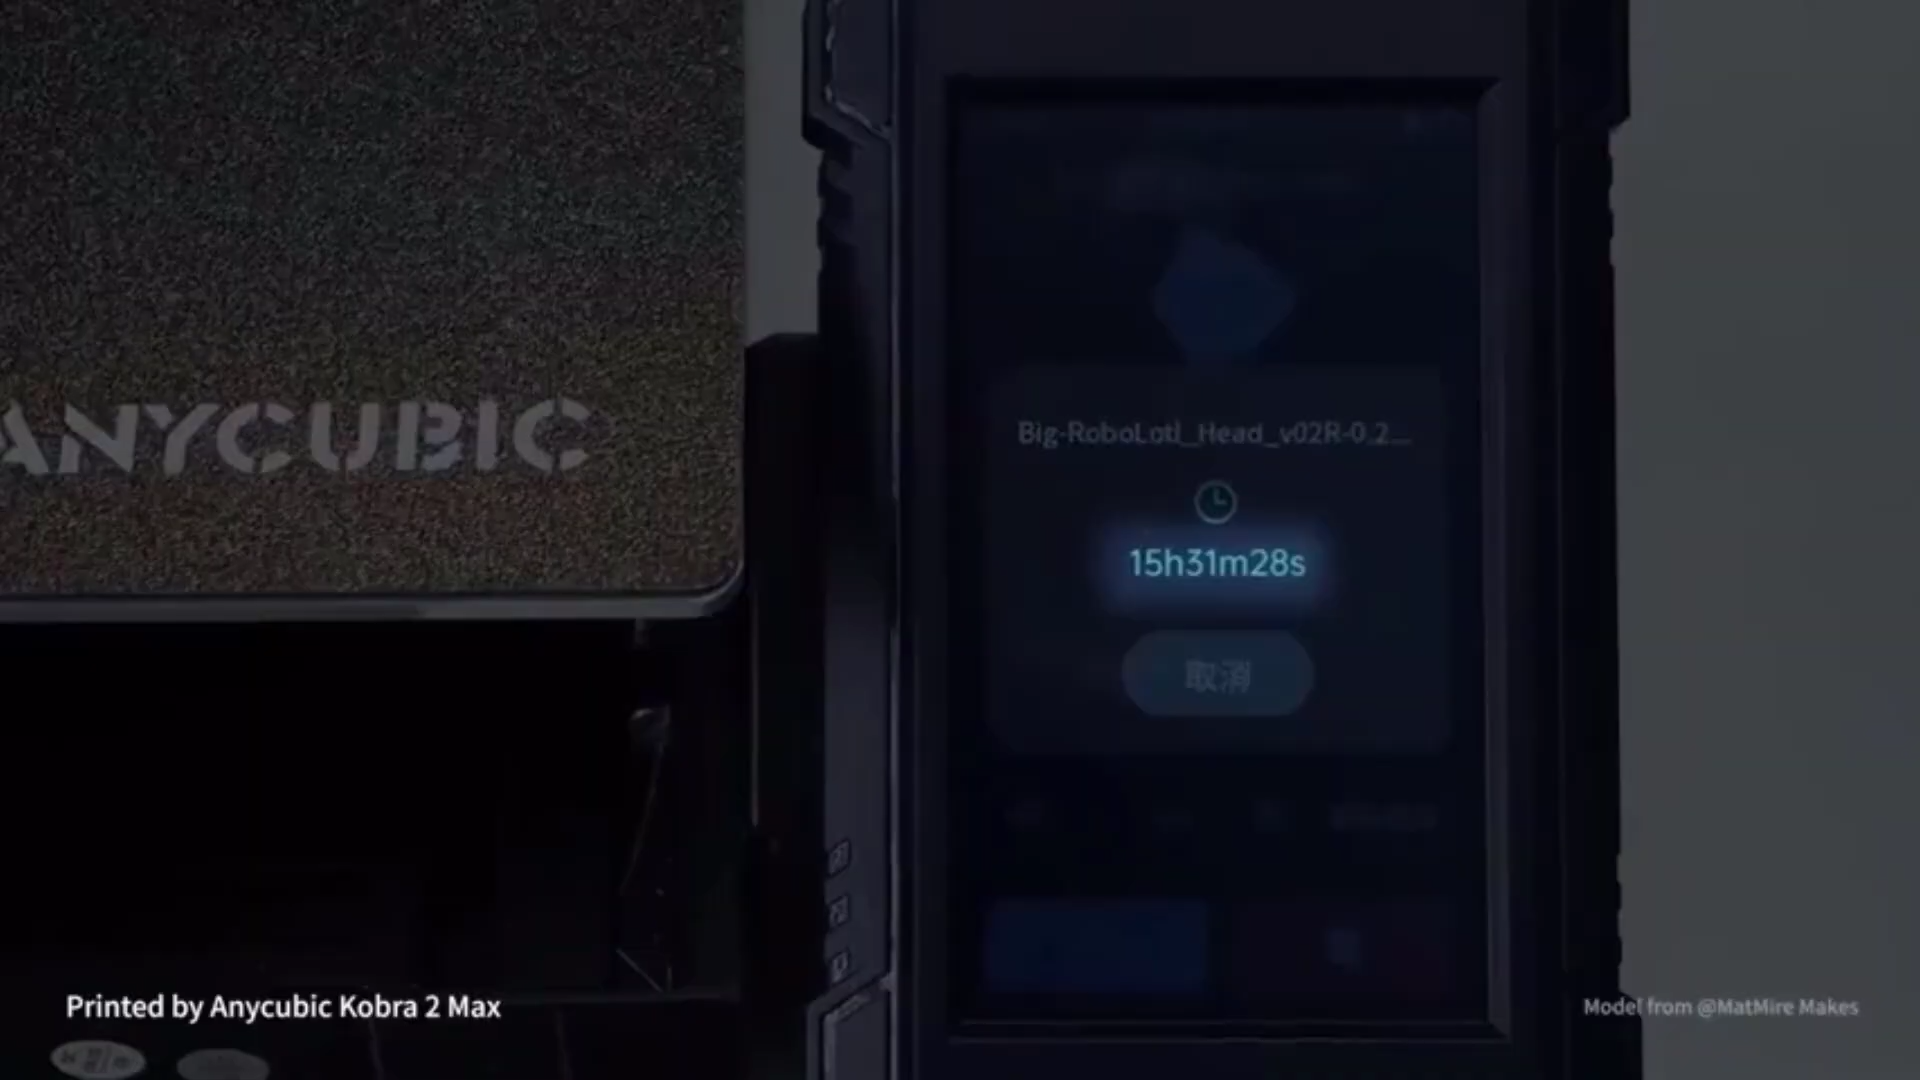 ANYCUBIC
Big-RoboLotl_Head_v02R-0.2...
15h31m28s
取消
Printed by Anycubic Kobra 2 Max
Model from @MatMire Makes